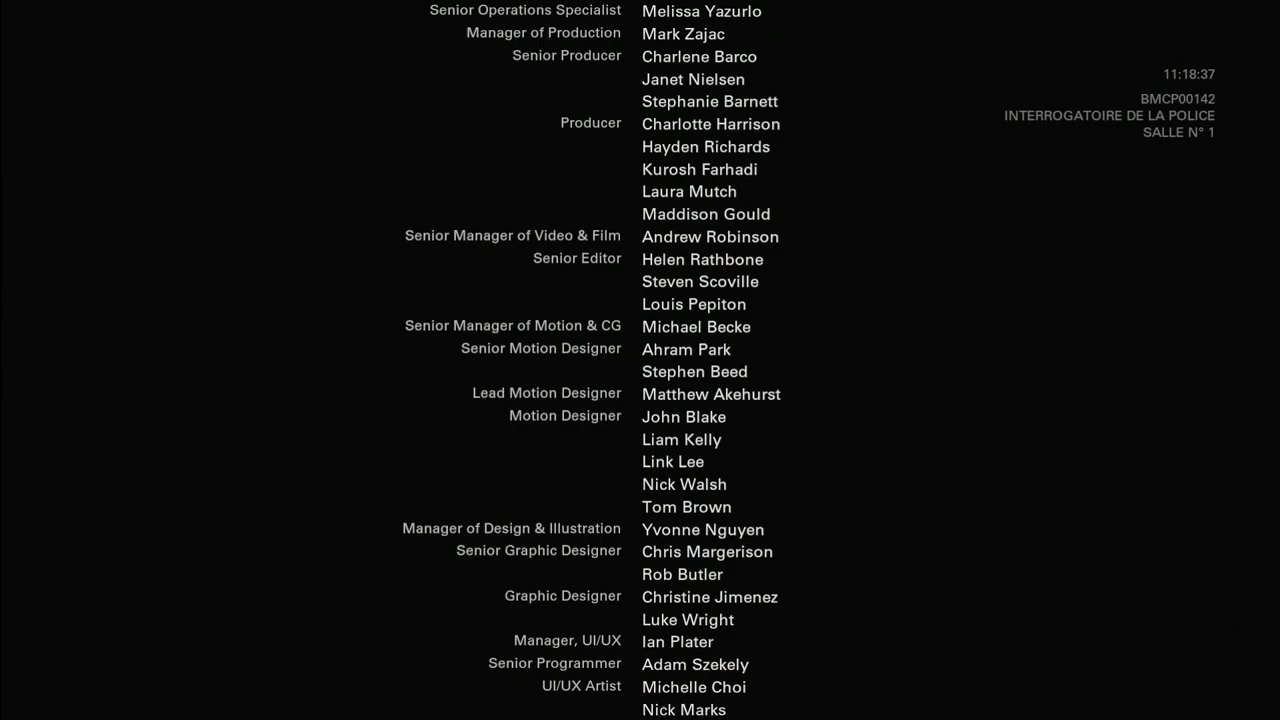 Senior Operations Specialist Melissa Yazurlo
Manager of Production Mark Zajac
Senior Producer Charlene Barco
Janet Nielsen
Stephanie Barnett
Producer Charlotte Harrison
Hayden Richards
Kurosh Farhadi
Laura Mutch
Maddison Gould
Senior Manager of Video & Film Andrew Robinson
Senior Editor Helen Rathbone
Steven Scoville
Louis Pepiton
Senior Manager of Motion & CG Michael Becke
Senior Motion Designer Ahram Park
Stephen Beed
Lead Motion Designer Matthew Akehurst
Motion Designer John Blake
Liam Kelly
Link Lee
Nick Walsh
Tom Brown
Manager of Design & Illustration Yvonne Nguyen
Senior Graphic Designer Chris Margerison
Rob Butler
Graphic Designer Christine Jimenez
Luke Wright
Manager, UI/UX Ian Plater
Senior Programmer Adam Szekely
UI/UX Artist Michelle Choi
Nick Marks
11:18:37
BMCP00142
INTERROGATOIRE DE LA POLICE
SALLE N° 1